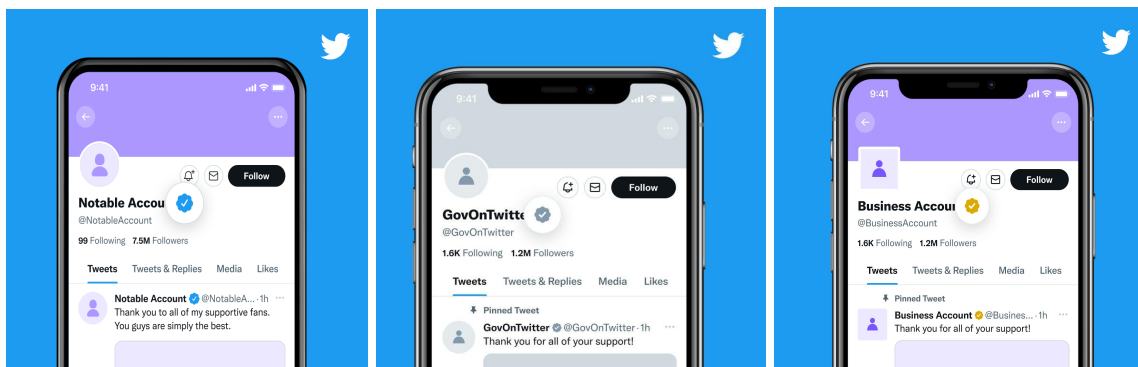 9:41
Follow
Notable Accou
@NotableAccount
99 Following 7.5M Followers
Tweets Tweets & Replies Media Likes
Notable Account @NotableA... · 1h
Thank you to all of my supportive fans.
You guys are simply the best.
9:41
Follow
GovOnTwitte
@GovOnTwitter
1.6K Following 1.2M Followers
Tweets Tweets & Replies Media Likes
Pinned Tweet
GovOnTwitter @GovOnTwitter · 1h
Thank you for all of your support!
9:41
Follow
Business Accou
@BusinessAccount
1.6K Following 1.2M Followers
Tweets Tweets & Replies Media Likes
Pinned Tweet
Business Account @Busines... · 1h
Thank you for all of your support!